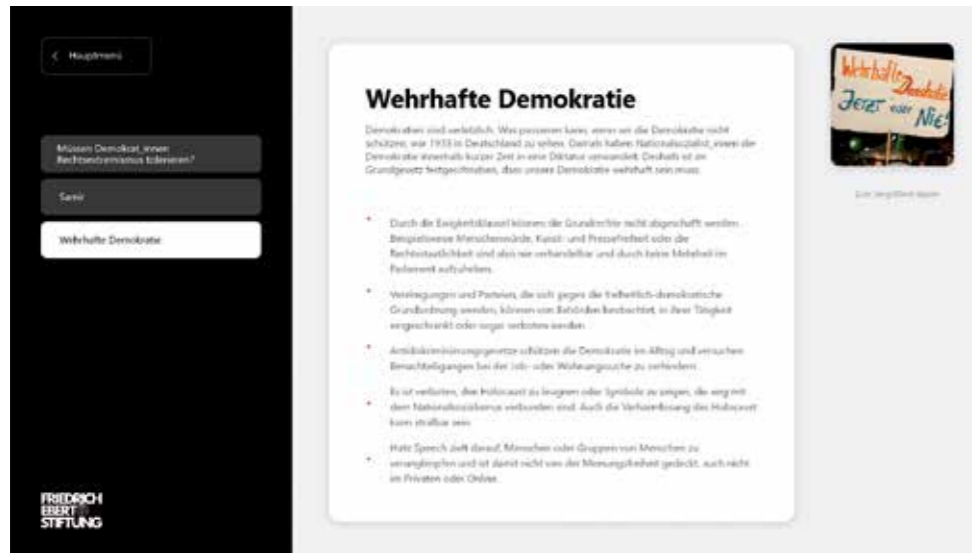 Hauptmenü
Müssen Demokrat_innen
Rechtsextremismus tolerieren?
Samir
Wehrhafte Demokratie
FRIEDRICH
EBERT
STIFTUNG
Wehrhafte Demokratie
Demokratien sind verletzlich. Was passieren kann, wenn wir die Demokratie nicht
schützen, war 1933 in Deutschland zu sehen. Damals haben Nationalsozialist_innen die
Demokratie innerhalb kurzer Zeit in eine Diktatur verwandelt. Deshalb ist im
Grundgesetz festgeschrieben, dass unsere Demokratie wehrhaft sein muss.
Durch die Ewigkeitsklausel können die Grundrechte nicht abgeschafft werden.
Beispielsweise Menschenwürde, Kunst- und Pressefreiheit oder die
Rechtsstaatlichkeit sind also nie verhandelbar und durch keine Mehrheit im
Parlament aufzuheben.
Vereinigungen und Parteien, die sich gegen die freiheitlich-demokratische
Grundordnung wenden, können von Behörden beobachtet, in ihrer Tätigkeit
eingeschränkt oder sogar verboten werden.
Antidiskriminierungsgesetze schützen die Demokratie im Alltag und versuchen
Benachteiligungen bei der Job- oder Wohnungssuche zu verhindern.
Es ist verboten, den Holocaust zu leugnen oder Symbole zu zeigen, die eng mit
dem Nationalsozialismus verbunden sind. Auch die Verharmlosung des Holocaust
kann strafbar sein.
Hate Speech zielt darauf, Menschen oder Gruppen von Menschen zu
verunglimpfen und ist damit nicht von der Meinungsfreiheit gedeckt, auch nicht
im Privaten oder Online.
Wehrhafte
Demokratie
JETZT oder
NIE!
Zum Vergrößern tippen